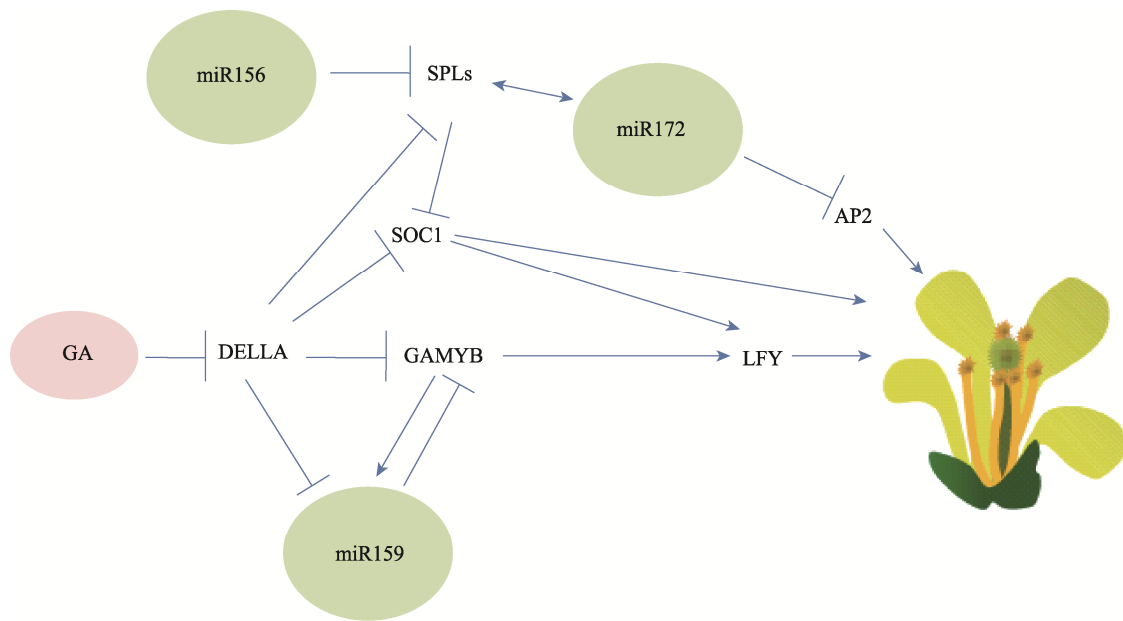 miR156
SPLs
miR172
AP2
SOC1
GA
DELLA
GAMYB
LFY
miR159